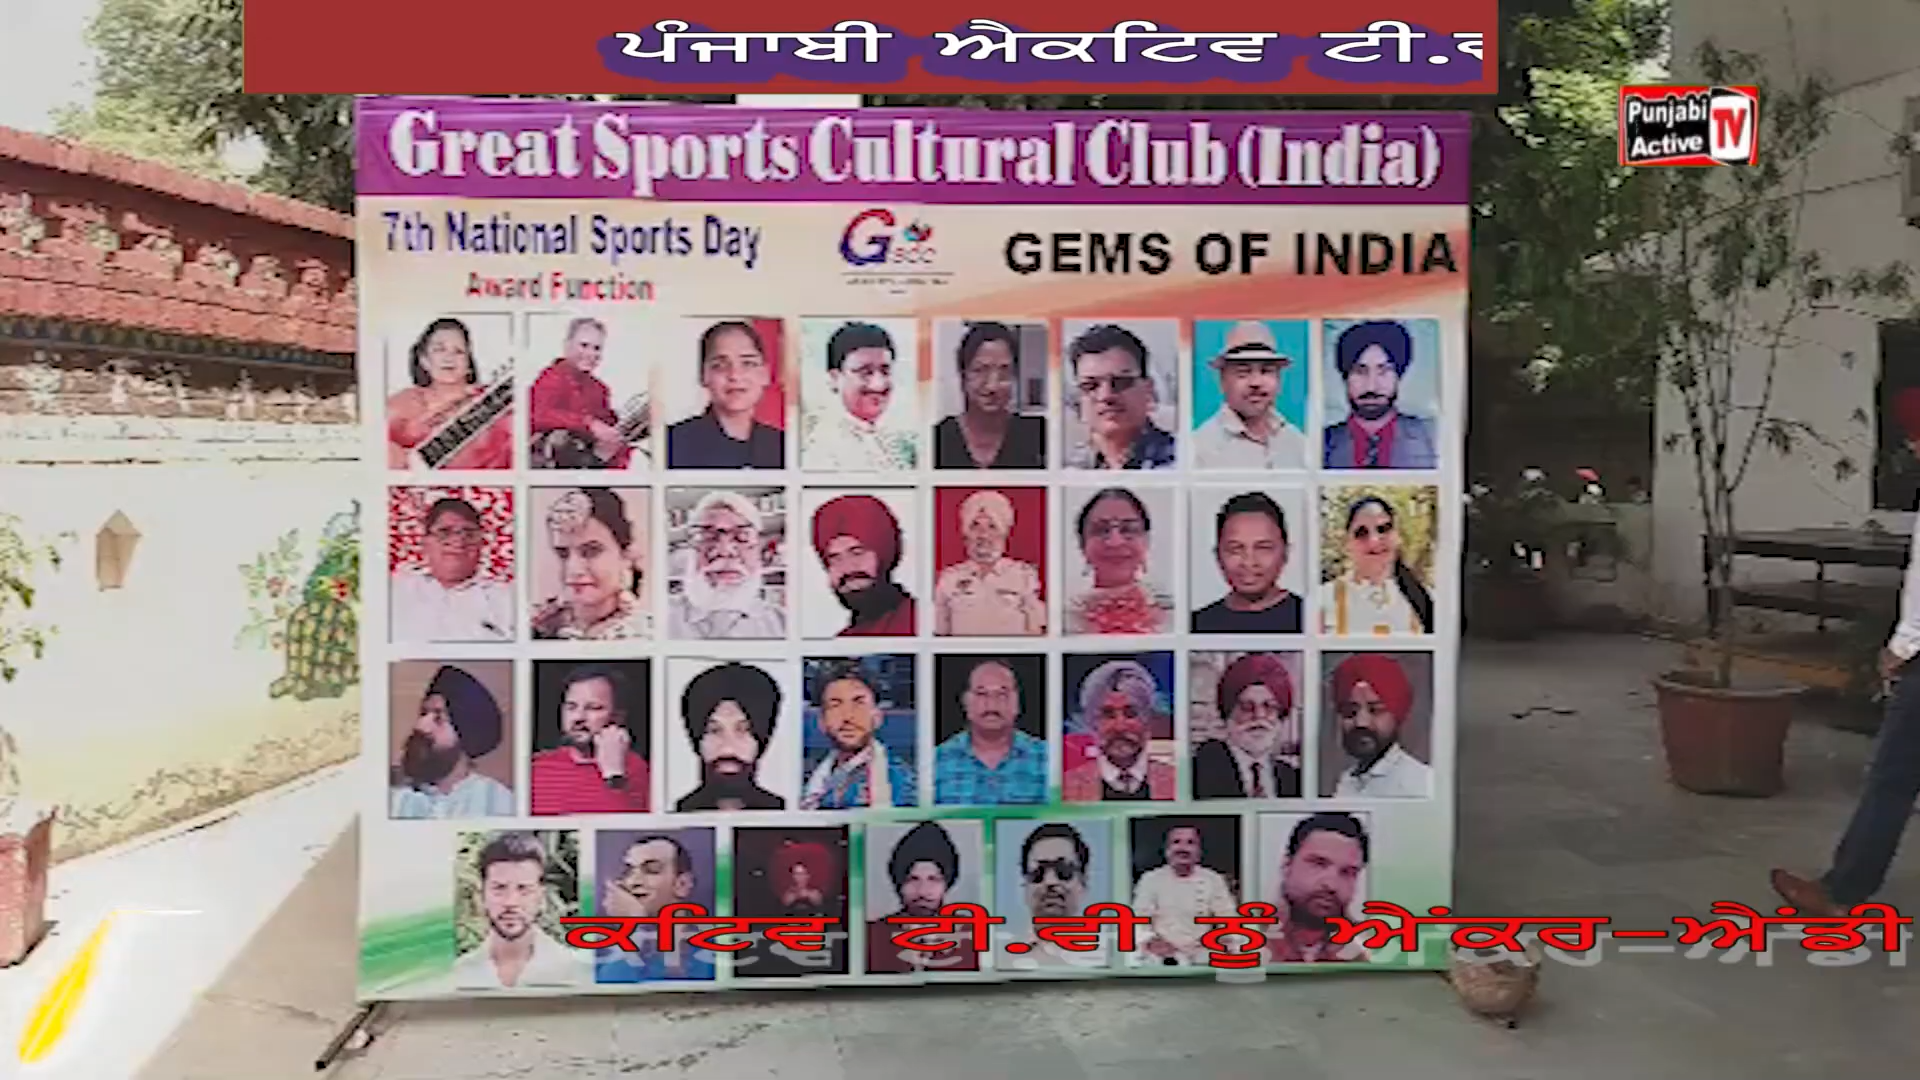 ਪੰਜਾਬੀ ਐਕਟਿਵ ਟੀ.ਵ
Punjabi Active TV
Great Sports Cultural Club (India)
7th National Sports Day
Award Function
GEMS OF INDIA
ਕਟਿਵ ਟੀ.ਵੀ ਨੂੰ ਐਂਕਰ-ਐਂਡੀ